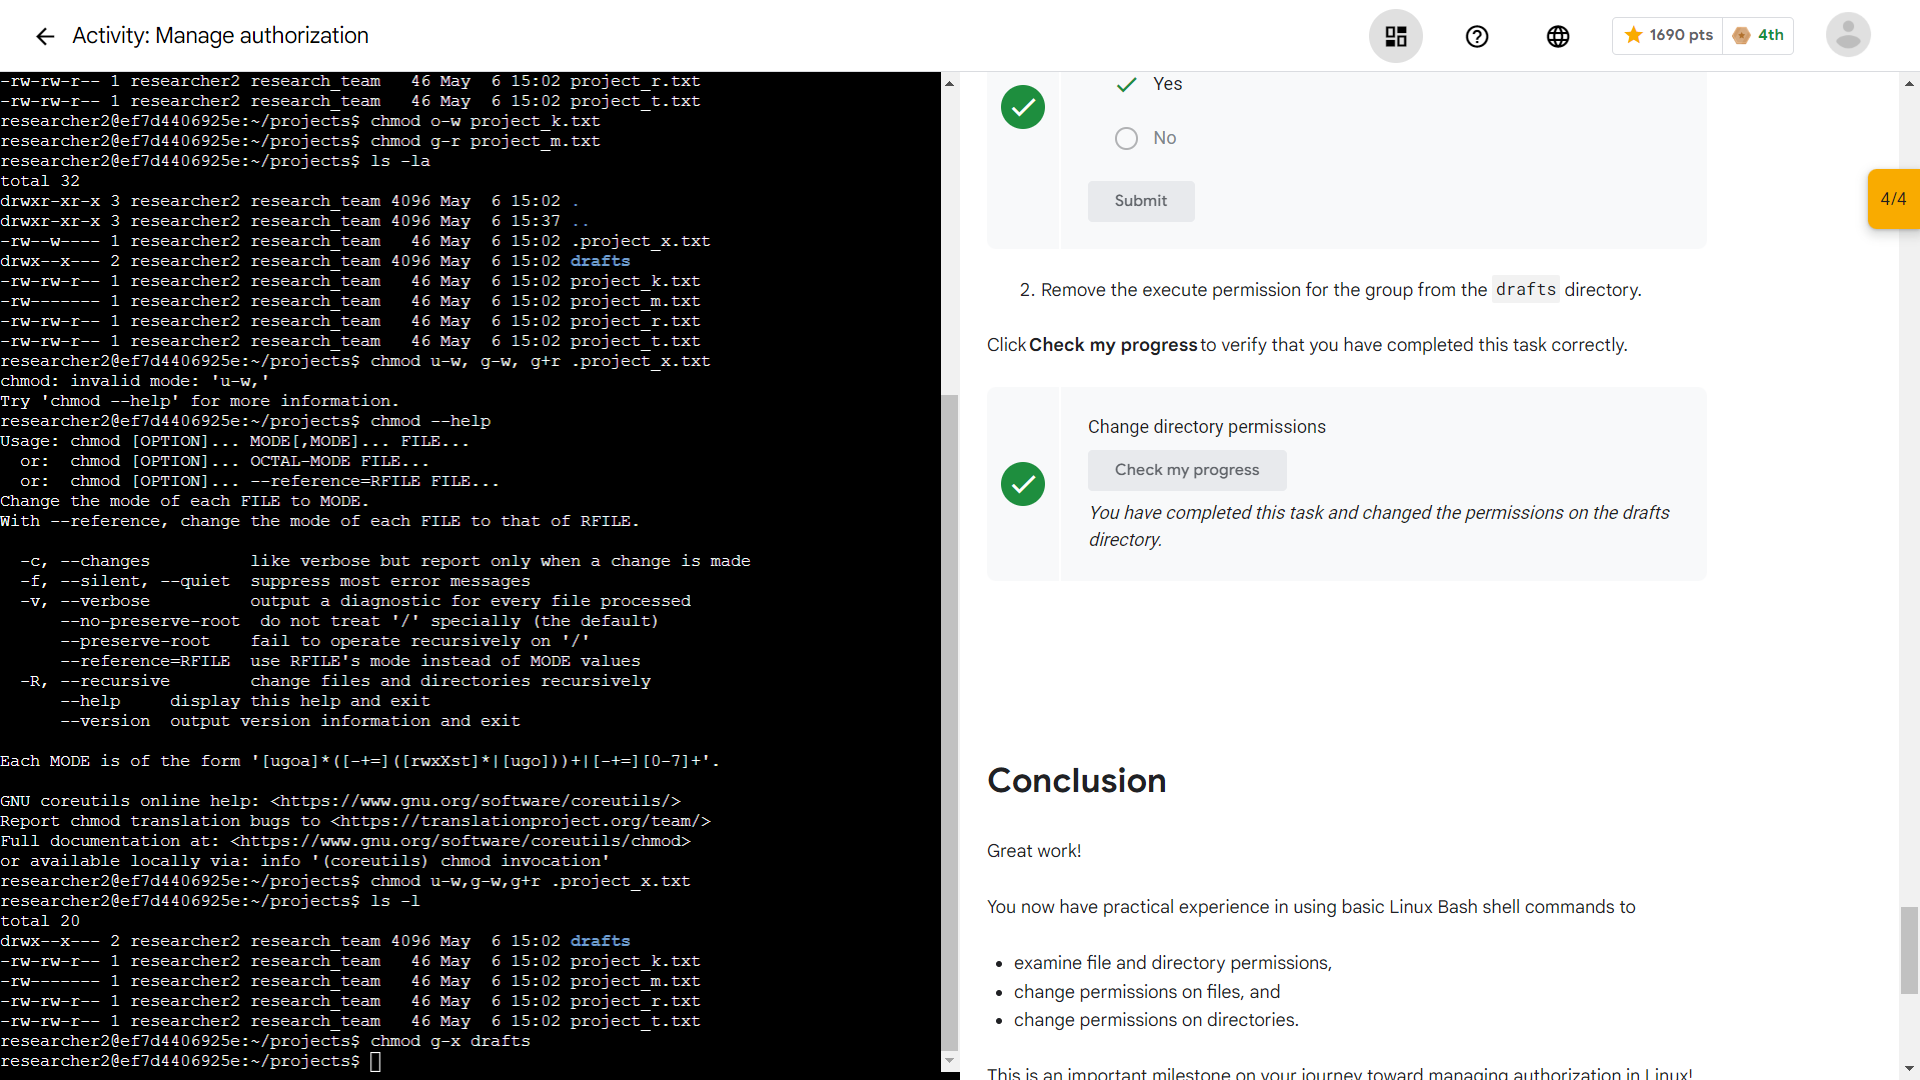 Activity: Manage authorization
1690 pts
4th
-rw-rw-r-- 1 researcher2 research_team   46 May  6 15:02 project_r.txt
-rw-rw-r-- 1 researcher2 research_team   46 May  6 15:02 project_t.txt
researcher2@ef7d4406925e:~/projects$ chmod o-w project_k.txt
researcher2@ef7d4406925e:~/projects$ chmod g-r project_m.txt
researcher2@ef7d4406925e:~/projects$ ls -la
total 32
drwxr-xr-x 3 researcher2 research_team 4096 May  6 15:02 .
drwxr-xr-x 3 researcher2 research_team 4096 May  6 15:37 ..
-rw--w---- 1 researcher2 research_team   46 May  6 15:02 .project_x.txt
drwx--x--- 2 researcher2 research_team 4096 May  6 15:02 drafts
-rw-rw-r-- 1 researcher2 research_team   46 May  6 15:02 project_k.txt
-rw------- 1 researcher2 research_team   46 May  6 15:02 project_m.txt
-rw-rw-r-- 1 researcher2 research_team   46 May  6 15:02 project_r.txt
-rw-rw-r-- 1 researcher2 research_team   46 May  6 15:02 project_t.txt
researcher2@ef7d4406925e:~/projects$ chmod u-w, g-w, g+r .project_x.txt
chmod: invalid mode: 'u-w,'
Try 'chmod --help' for more information.
researcher2@ef7d4406925e:~/projects$ chmod --help
Usage: chmod [OPTION]... MODE[,MODE]... FILE...
  or:  chmod [OPTION]... OCTAL-MODE FILE...
  or:  chmod [OPTION]... --reference=RFILE FILE...
Change the mode of each FILE to MODE.
With --reference, change the mode of each FILE to that of RFILE.
  -c, --changes          like verbose but report only when a change is made
  -f, --silent, --quiet  suppress most error messages
  -v, --verbose          output a diagnostic for every file processed
      --no-preserve-root  do not treat '/' specially (the default)
      --preserve-root    fail to operate recursively on '/'
      --reference=RFILE  use RFILE's mode instead of MODE values
  -R, --recursive        change files and directories recursively
      --help     display this help and exit
      --version  output version information and exit
Each MODE is of the form '[ugoa]*([-+=]([rwxXst]*|[ugo]))+|[-+=][0-7]+'.
GNU coreutils online help: <https://www.gnu.org/software/coreutils/>
Report chmod translation bugs to <https://translationproject.org/team/>
Full documentation at: <https://www.gnu.org/software/coreutils/chmod>
or available locally via: info '(coreutils) chmod invocation'
researcher2@ef7d4406925e:~/projects$ chmod u-w,g-w,g+r .project_x.txt
researcher2@ef7d4406925e:~/projects$ ls -l
total 20
drwx--x--- 2 researcher2 research_team 4096 May  6 15:02 drafts
-rw-rw-r-- 1 researcher2 research_team   46 May  6 15:02 project_k.txt
-rw------- 1 researcher2 research_team   46 May  6 15:02 project_m.txt
-rw-rw-r-- 1 researcher2 research_team   46 May  6 15:02 project_r.txt
-rw-rw-r-- 1 researcher2 research_team   46 May  6 15:02 project_t.txt
researcher2@ef7d4406925e:~/projects$ chmod g-x drafts
researcher2@ef7d4406925e:~/projects$
Yes
No
Submit
4/4
2. Remove the execute permission for the group from the drafts directory.
Click Check my progress to verify that you have completed this task correctly.
Change directory permissions
Check my progress
You have completed this task and changed the permissions on the drafts
directory.
Conclusion
Great work!
You now have practical experience in using basic Linux Bash shell commands to
• examine file and directory permissions,
• change permissions on files, and
• change permissions on directories.
This is an important milestone on your journey toward managing authorization in Linux!